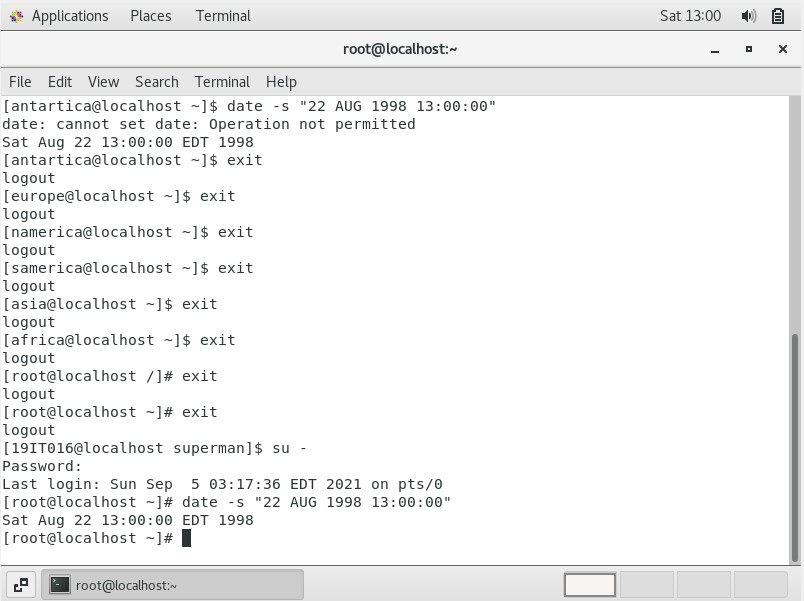 Applications Places Terminal Sat 13:00
root@localhost:~
File Edit View Search Terminal Help
[antartica@localhost ~]$ date -s "22 AUG 1998 13:00:00"
date: cannot set date: Operation not permitted
Sat Aug 22 13:00:00 EDT 1998
[antartica@localhost ~]$ exit
logout
[europe@localhost ~]$ exit
logout
[namerica@localhost ~]$ exit
logout
[samerica@localhost ~]$ exit
logout
[asia@localhost ~]$ exit
logout
[africa@localhost ~]$ exit
logout
[root@localhost /]# exit
logout
[root@localhost ~]# exit
logout
[19IT016@localhost superman]$ su -
Password:
Last login: Sun Sep  5 03:17:36 EDT 2021 on pts/0
[root@localhost ~]# date -s "22 AUG 1998 13:00:00"
Sat Aug 22 13:00:00 EDT 1998
[root@localhost ~]#
root@localhost:~